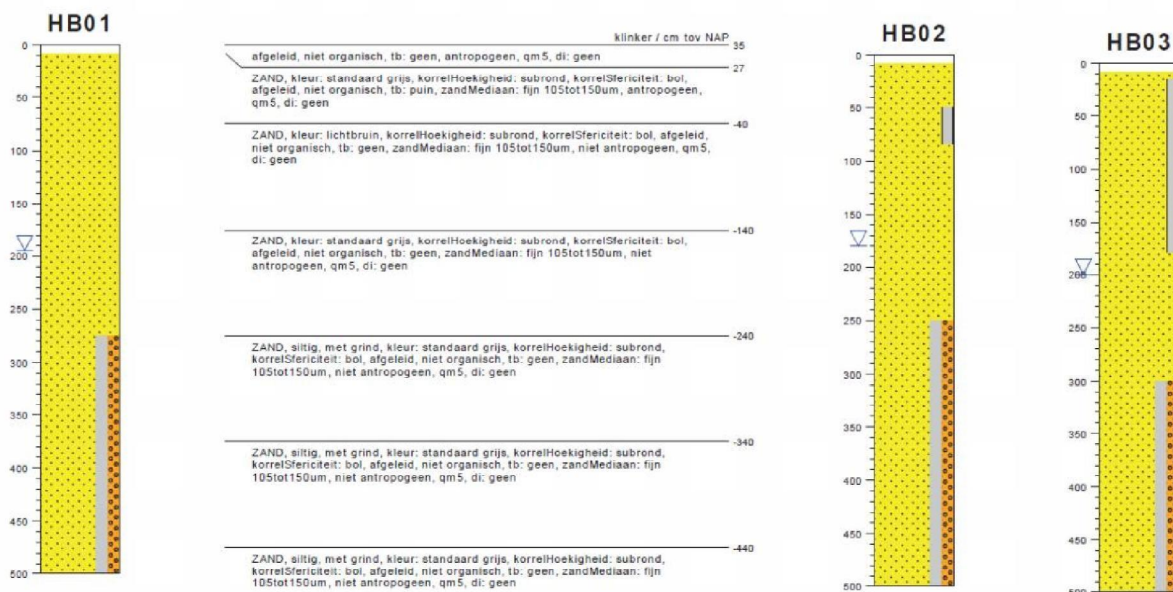 HB01
0
50
100
150
200
250
300
350
400
450
500
klinker / cm tov NAP
35
afgeleid, niet organisch, tb: geen, antropogeen, qm5, di: geen
27
ZAND, kleur: standaard grijs, korrelHoekigheid: subrond, korrelSfericiteit: bol,
afgeleid, niet organisch, tb: puin, zandMediaan: fijn 105tot150um, antropogeen,
qm5, di: geen
-40
ZAND, kleur: lichtbruin, korrelHoekigheid: subrond, korrelSfericiteit: bol, afgeleid,
niet organisch, tb: geen, zandMediaan: fijn 105tot150um, niet antropogeen, qm5,
di: geen
-140
ZAND, kleur: standaard grijs, korrelHoekigheid: subrond, korrelSfericiteit: bol,
afgeleid, niet organisch, tb: geen, zandMediaan: fijn 105tot150um, niet
antropogeen, qm5, di: geen
-240
ZAND, siltig, met grind, kleur: standaard grijs, korrelHoekigheid: subrond,
korrelSfericiteit: bol, afgeleid, niet organisch, tb: geen, zandMediaan: fijn
105tot150um, niet antropogeen, qm5, di: geen
-340
ZAND, siltig, met grind, kleur: standaard grijs, korrelHoekigheid: subrond,
korrelSfericiteit: bol, afgeleid, niet organisch, tb: geen, zandMediaan: fijn
105tot150um, niet antropogeen, qm5, di: geen
-440
ZAND, siltig, met grind, kleur: standaard grijs, korrelHoekigheid: subrond,
korrelSfericiteit: bol, afgeleid, niet organisch, tb: geen, zandMediaan: fijn
105tot150um, niet antropogeen, qm5, di: geen
HB02
0
50
100
150
200
250
300
350
400
450
500
HB03
0
50
100
150
200
250
300
350
400
450
500